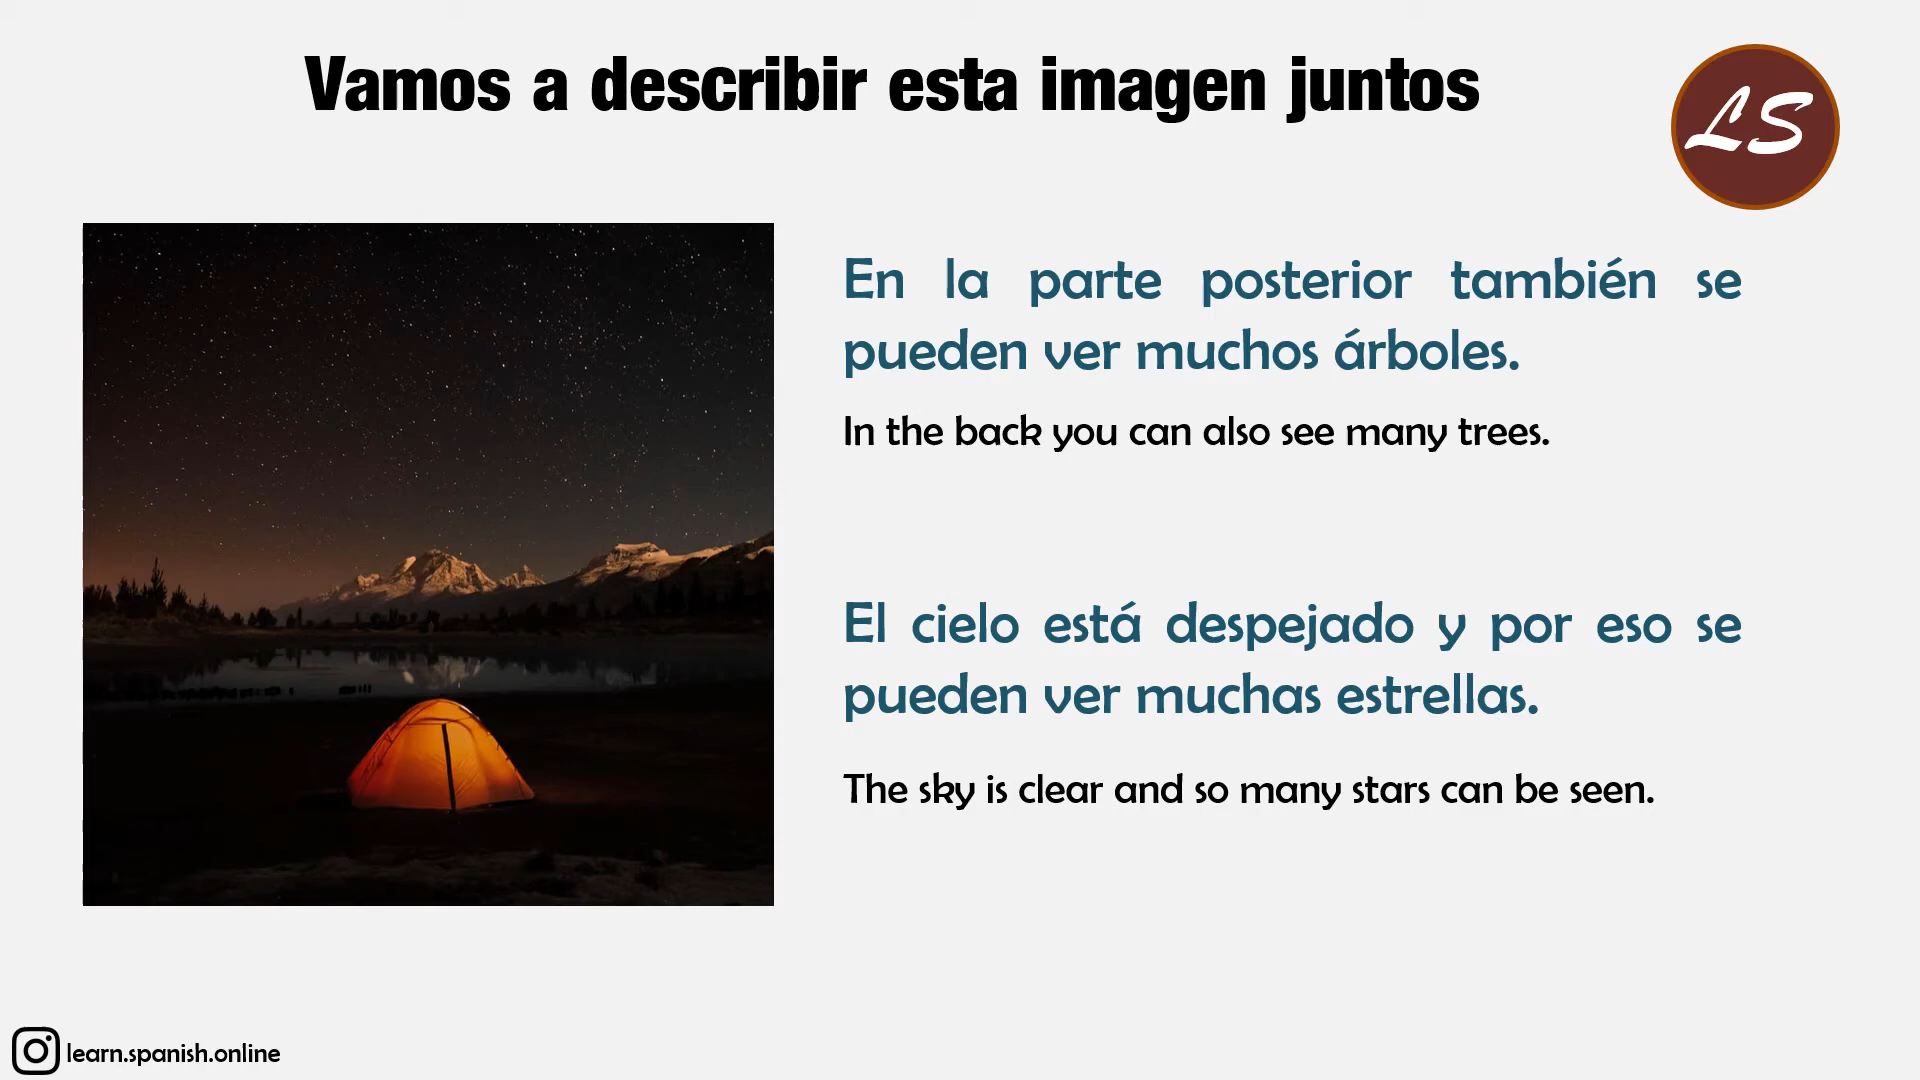 Vamos a describir esta imagen juntos
LS
En la parte posterior también se
pueden ver muchos árboles.
In the back you can also see many trees.
El cielo está despejado y por eso se
pueden ver muchas estrellas.
The sky is clear and so many stars can be seen.
learn.spanish.online